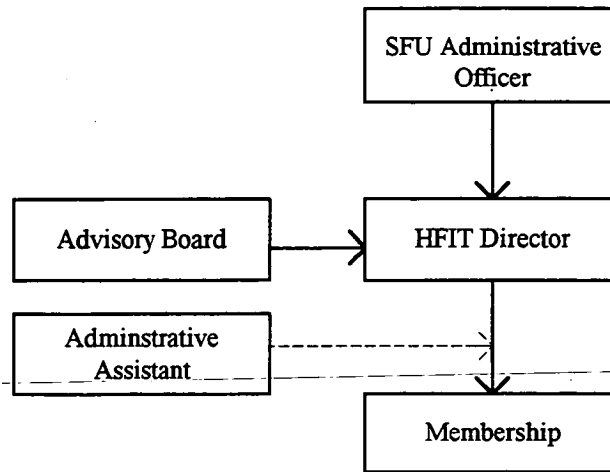 SFU Administrative
Officer
Advisory Board
HFIT Director
Adminstrative
Assistant
Membership